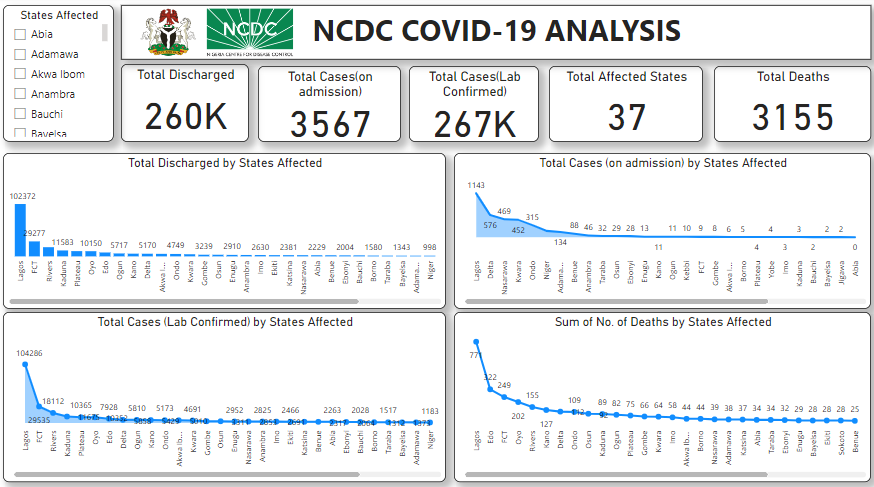 States Affected
Abia
Adamawa
Akwa Ibom
Anambra
Bauchi
Bayelsa
NCDC
NIGERIA CENTRE FOR DISEASE CONTROL
NCDC COVID-19 ANALYSIS
Total Discharged
260K
Total Cases(on
admission)
3567
Total Cases(Lab
Confirmed)
267K
Total Affected States
37
Total Deaths
3155
Total Discharged by States Affected
102372
29277
11583 10150 5717 5170 4749 3239 2910 2630 2381 2229 2004 1580 1343 998
Lagos FCT Rivers Kaduna Plateau Oyo Edo Ogun Kano Delta Akwa I... Ondo Kwara Gombe Osun Enugu Anambra Imo Ekiti Katsina Nasarawa Abia Benue Ebonyi Bauchi Borno Taraba Bayelsa Adama... Niger
Total Cases (on admission) by States Affected
1143
576 469 452 315 134 88 46 32 29 28 13 11 11 10 9 8 6 5 4 4 3 3 2 2 2 0
Lagos Delta Nasarawa Kwara Ondo Niger Adama... Benue Anambra Taraba Osun Ebonyi Enugu Kano Ogun Kebbi FCT Gombe Akwa I... Borno Plateau Yobe Imo Kaduna Bauchi Bayelsa Jigawa Abia
Total Cases (Lab Confirmed) by States Affected
104286
29535 18112 10365 7928 5810 5173 4691 2952 2825 2466 2263 2028 1517 1183
Lagos FCT Rivers Kaduna Plateau Oyo Edo Delta Ogun Kano Ondo Akwa Ib... Kwara Gombe Osun Enugu Nasarawa Anambra Imo Ekiti Katsina Benue Abia Ebonyi Bauchi Borno Taraba Bayelsa Adamawa Niger
Sum of No. of Deaths by States Affected
771
322 249 202 155 127 109 89 82 75 66 64 58 44 44 39 38 37 34 34 32 29 28 28 28 25
Lagos Edo FCT Oyo Rivers Kano Delta Ondo Osun Kaduna Ogun Plateau Gombe Kwara Imo Akwa Ib... Borno Nasarawa Adamawa Katsina Abia Taraba Ebonyi Enugu Bayelsa Ekiti Sokoto Benue